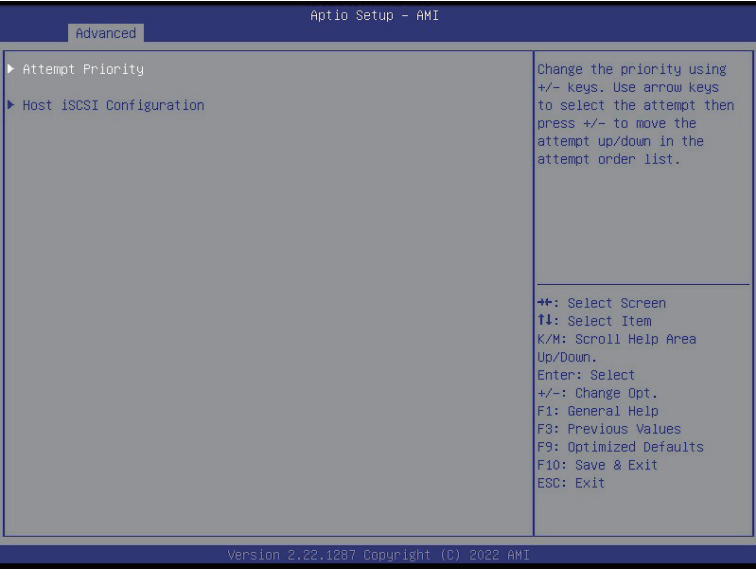 Aptio Setup – AMI
Advanced
Attempt Priority
Host iSCSI Configuration
Change the priority using
+/- keys. Use arrow keys
to select the attempt then
press +/- to move the
attempt up/down in the
attempt order list.
→←: Select Screen
↑↓: Select Item
K/M: Scroll Help Area
Up/Down.
Enter: Select
+/-: Change Opt.
F1: General Help
F3: Previous Values
F9: Optimized Defaults
F10: Save & Exit
ESC: Exit
Version 2.22.1287 Copyright (C) 2022 AMI